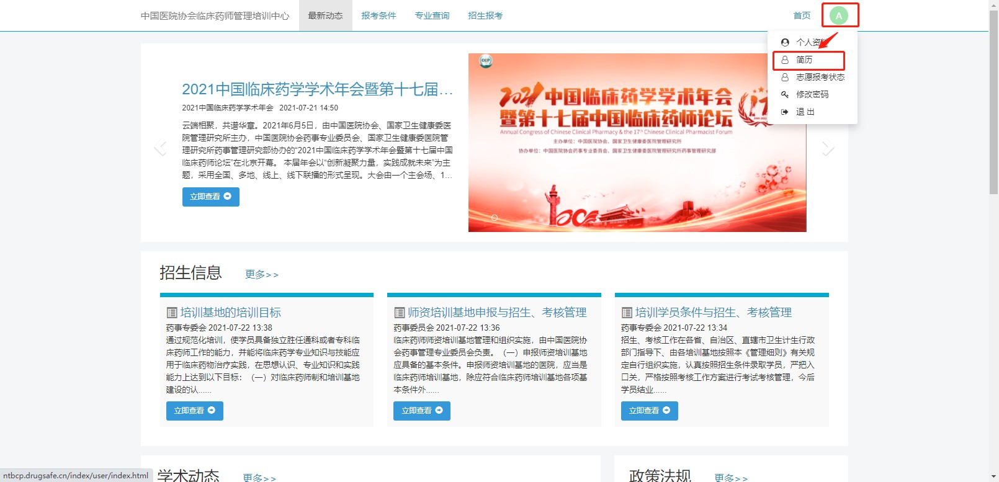 中国医院协会临床药师管理培训中心 最新动态 报考条件 专业查询 招生报考 首页 A
个人资
简历
志愿报考状态
修改密码
退 出
2021中国临床药学学术年会暨第十七届...
2021中国临床药学学术年会 2021-07-21 14:50
云端相聚，共谱华章。2021年6月5日，由中国医院协会、国家卫生健康委医
院管理研究所主办，中国医院协会药事专业委员会、国家卫生健康委医院管
理研究所药事管理研究部协办的“2021中国临床药学学术年会暨第十七届中国
临床药师论坛”在北京开幕。 本届年会以“创新凝聚力量，实践成就未来”为主
题，采用全国、多地、线上、线下联播的形式呈现。大会由一个主会场、1...
立即查看
CCP
2021中国临床药学学术年会
暨第十七届中国临床药师论坛
Annual Congress of Chinese Clinical Pharmacy & the 17th Chinese Clinical Pharmacist Forum
主办单位：中国医院协会、国家卫生健康委医院管理研究所
协办单位：中国医院协会药事专业委员会、国家卫生健康委医院管理研究所药事管理研究部
招生信息 更多>>
培训基地的培训目标
药事专委会 2021-07-22 13:38
通过规范化培训，使学员具备独立胜任通科或者专科临
床药师工作的能力，并能将临床药学专业知识与技能应
用于临床药物治疗实践，在思想认识、专业知识和实践
能力上达到以下目标：（一）对临床药师制和培训基地
建设的认......
立即查看
师资培训基地申报与招生、考核管理
药事委员会 2021-07-22 13:36
临床药师师资培训基地管理和组织实施，由中国医院协
会药事管理专业委员会负责。（一）申报师资培训基地
应具备的基本条件。申报师资培训基地的医院，应当是
临床药师培训基地，除应符合临床药师培训基地各项基
本条件外......
立即查看
培训学员条件与招生、考核管理
药事专委会 2021-07-22 13:34
招生、考核工作在各省、自治区、直辖市卫生计生行政
部门指导下、由各培训基地按照本《管理细则》有关规
定自行组织实施，认真按照招生条件录取学员，严把入
口关，严格按照考核工作方案进行考试考核管理，今后
学员结业......
立即查看
学术动态 更多>>
政策法规 更多>>
ntbcp.drugsafe.cn/index/user/index.html